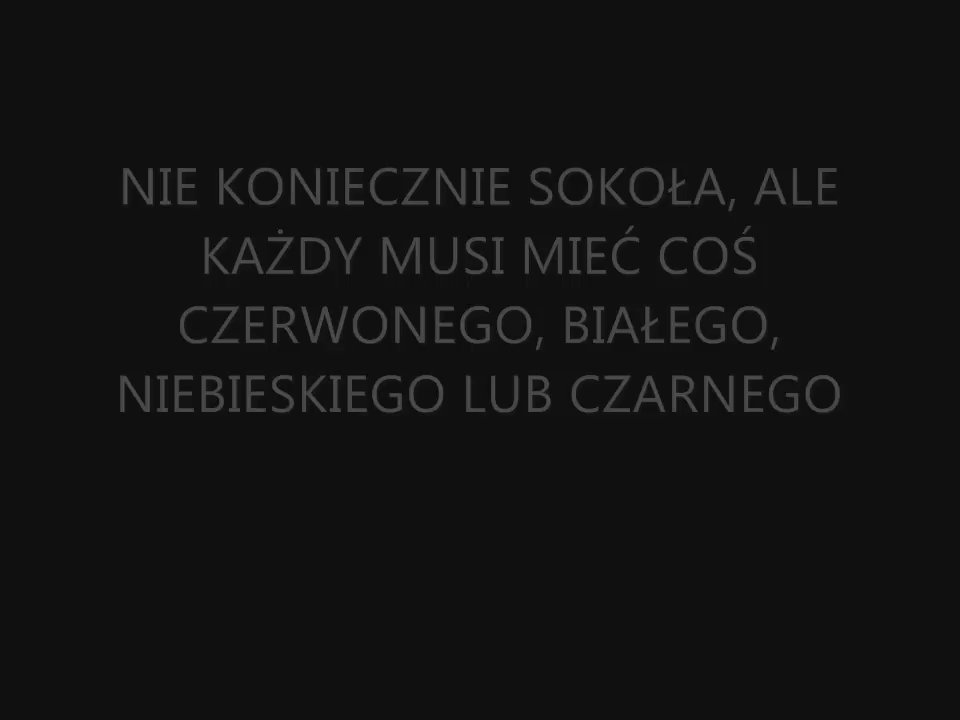 NIE KONIECZNIE SOKOŁA, ALE
KAŻDY MUSI MIEĆ COŚ
CZERWONEGO, BIAŁEGO,
NIEBIESKIEGO LUB CZARNEGO